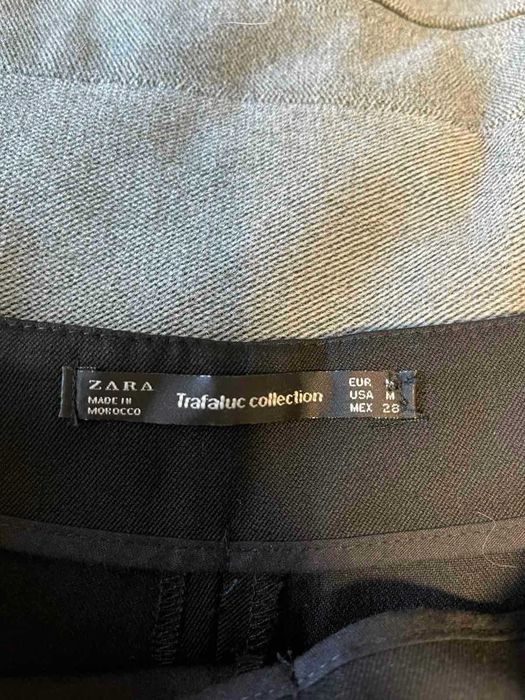 ZARA
MADE IN
MOROCCO
Trafaluc collection
EUR
USA M
MEX 28